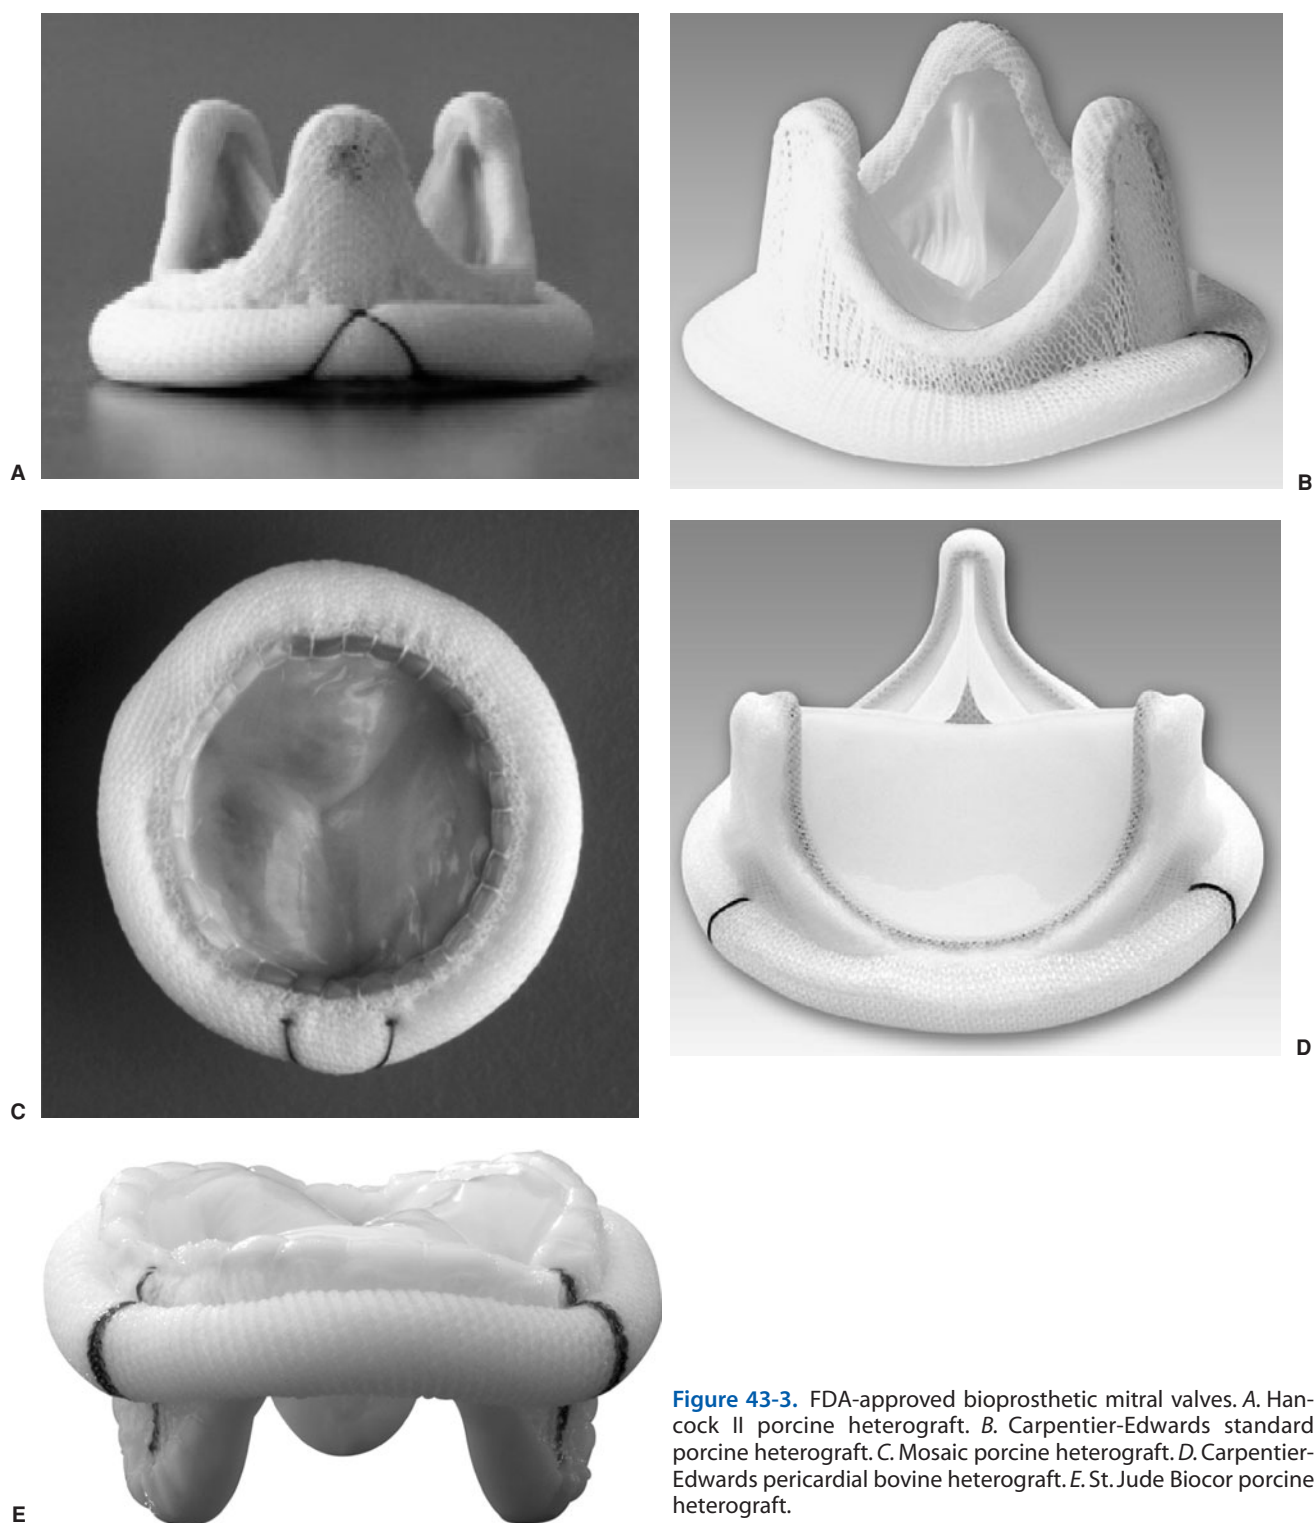 A
B
C
D
E
Figure 43-3. FDA-approved bioprosthetic mitral valves. A. Han-
cock II porcine heterograft. B. Carpentier-Edwards standard
porcine heterograft. C. Mosaic porcine heterograft. D. Carpentier-
Edwards pericardial bovine heterograft. E. St. Jude Biocor porcine
heterograft.